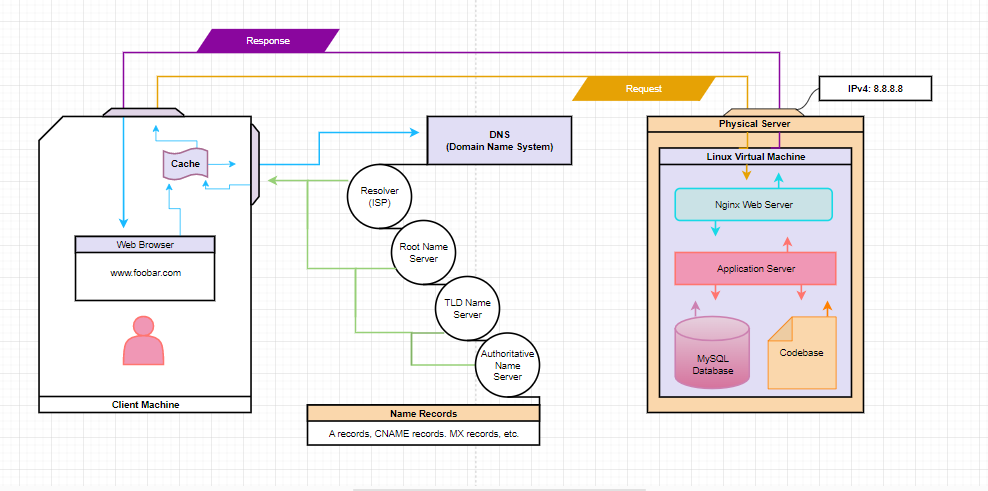 Response
Request
IPv4: 8.8.8.8
Physical Server
DNS
(Domain Name System)
Linux Virtual Machine
Cache
Resolver
(ISP)
Nginx Web Server
Web Browser
Root Name
Server
www.foobar.com
Application Server
TLD Name
Server
Authoritative
Name
Server
MySQL
Database
Codebase
Client Machine
Name Records
A records, CNAME records. MX records, etc.